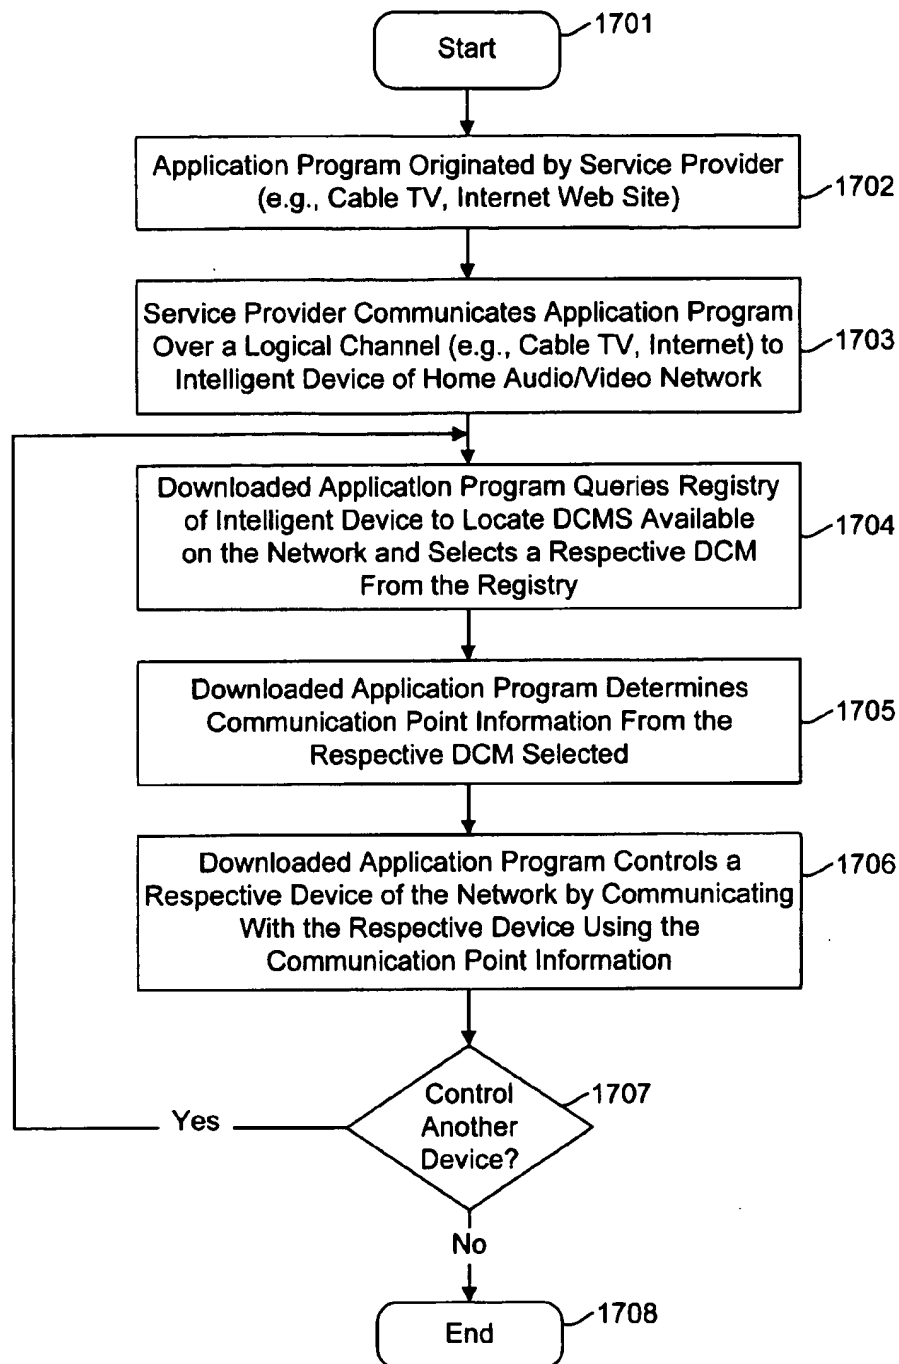 Start
1701
Application Program Originated by Service Provider
(e.g., Cable TV, Internet Web Site)
1702
Service Provider Communicates Application Program
Over a Logical Channel (e.g., Cable TV, Internet) to
Intelligent Device of Home Audio/Video Network
1703
Downloaded Application Program Queries Registry
of Intelligent Device to Locate DCMS Available
on the Network and Selects a Respective DCM
From the Registry
1704
Downloaded Application Program Determines
Communication Point Information From the
Respective DCM Selected
1705
Downloaded Application Program Controls a
Respective Device of the Network by Communicating
With the Respective Device Using the
Communication Point Information
1706
Control
Another
Device?
1707
Yes
No
End
1708